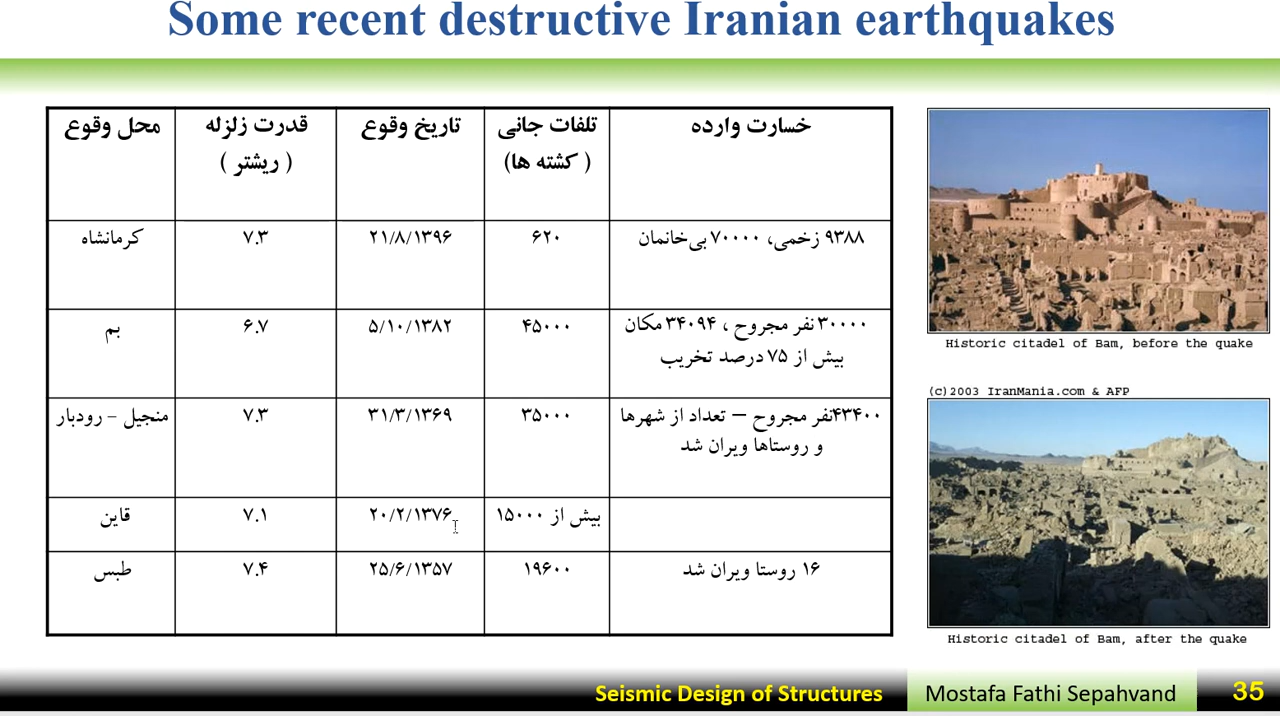 Some recent destructive Iranian earthquakes
محل وقوع
قدرت زلزله
( ریشتر )
تاریخ وقوع
تلفات جانی
( کشته ها)
خسارت وارده
کرمانشاه
۷.۳
۲۱/۸/۱۳۹۶
۶۲۰
۹۳۸۸ زخمی، ۷۰۰۰۰ بی‌خانمان
بم
۶.۷
۵/۱۰/۱۳۸۲
۴۵۰۰۰
۳۰۰۰۰ نفر مجروح ، ۳۴۰۹۴ مکان
بیش از ۷۵ درصد تخریب
منجیل - رودبار
۷.۳
۳۱/۳/۱۳۶۹
۳۵۰۰۰
۴۳۴۰۰نفر مجروح – تعداد از شهرها
و روستاها ویران شد
قاین
۷.۱
۲۰/۲/۱۳۷۶
بیش از ۱۵۰۰۰
طبس
۷.۴
۲۵/۶/۱۳۵۷
۱۹۶۰۰
۱۶ روستا ویران شد
Historic citadel of Bam, before the quake
(c)2003 IranMania.com & AFP
Historic citadel of Bam, after the quake
Seismic Design of Structures
Mostafa Fathi Sepahvand
35